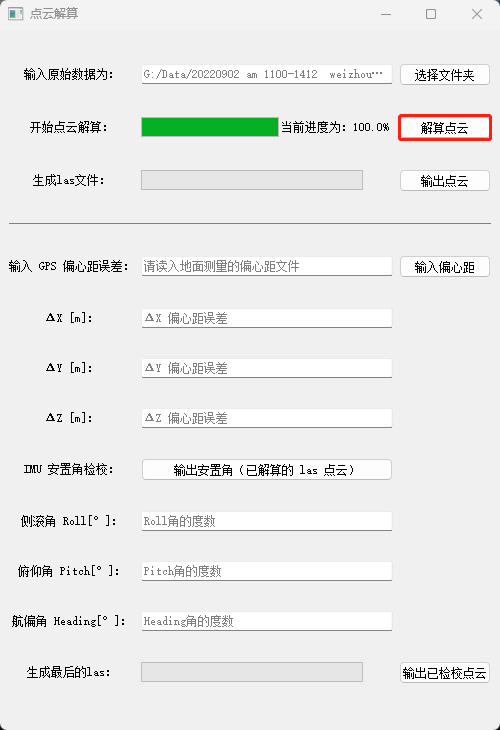 点云解算
输入原始数据为： G:/Data/20220902 am 1100-1412  weizhou… 选择文件夹
开始点云解算： 当前进度为：100.0% 解算点云
生成las文件： 输出点云
输入 GPS 偏心距误差： 请读入地面测量的偏心距文件 输入偏心距
ΔX [m]： ΔX 偏心距误差
ΔY [m]： ΔY 偏心距误差
ΔZ [m]： ΔZ 偏心距误差
IMU 安置角检校： 输出安置角（已解算的 las 点云）
侧滚角 Roll[° ]： Roll角的度数
俯仰角 Pitch[° ]： Pitch角的度数
航偏角 Heading[° ]： Heading角的度数
生成最后的las： 输出已检校点云